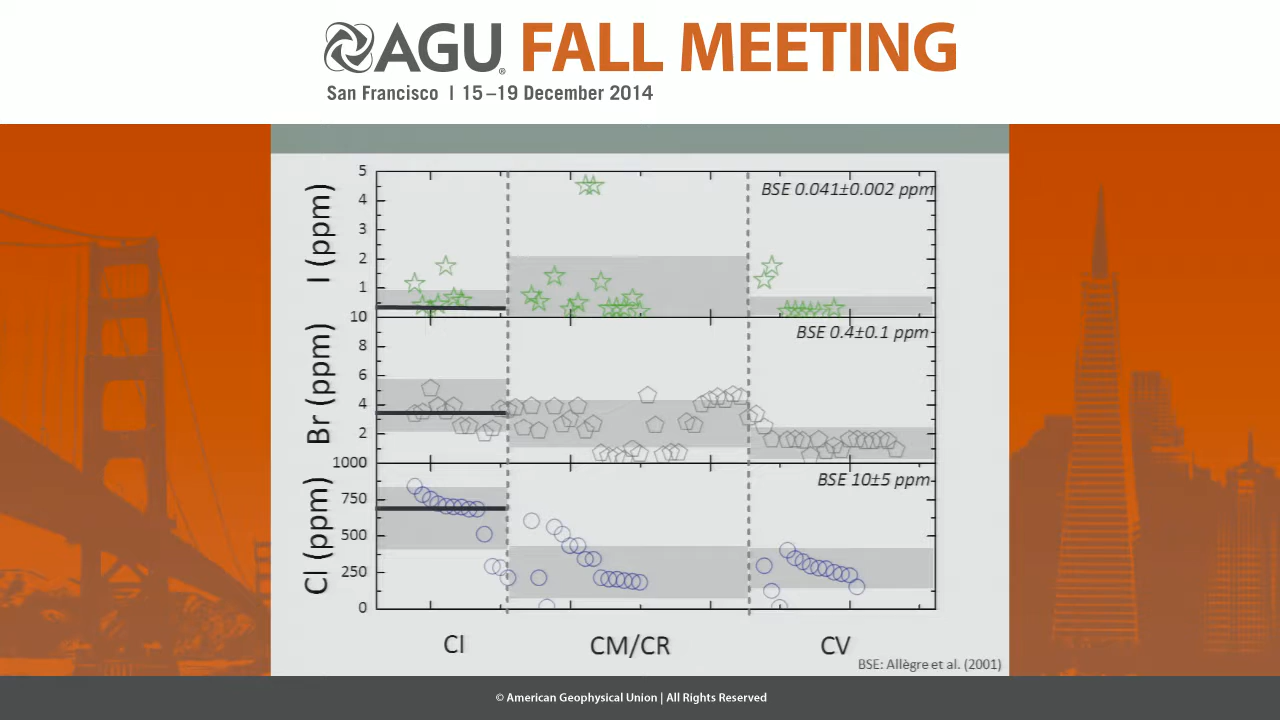 AGU FALL MEETING
San Francisco | 15–19 December 2014
I (ppm)
5
4
3
2
1
BSE 0.041±0.002 ppm
Br (ppm)
10
8
6
4
2
BSE 0.4±0.1 ppm
Cl (ppm)
1000
750
500
250
0
BSE 10±5 ppm
CI
CM/CR
CV
BSE: Allègre et al. (2001)
© American Geophysical Union | All Rights Reserved